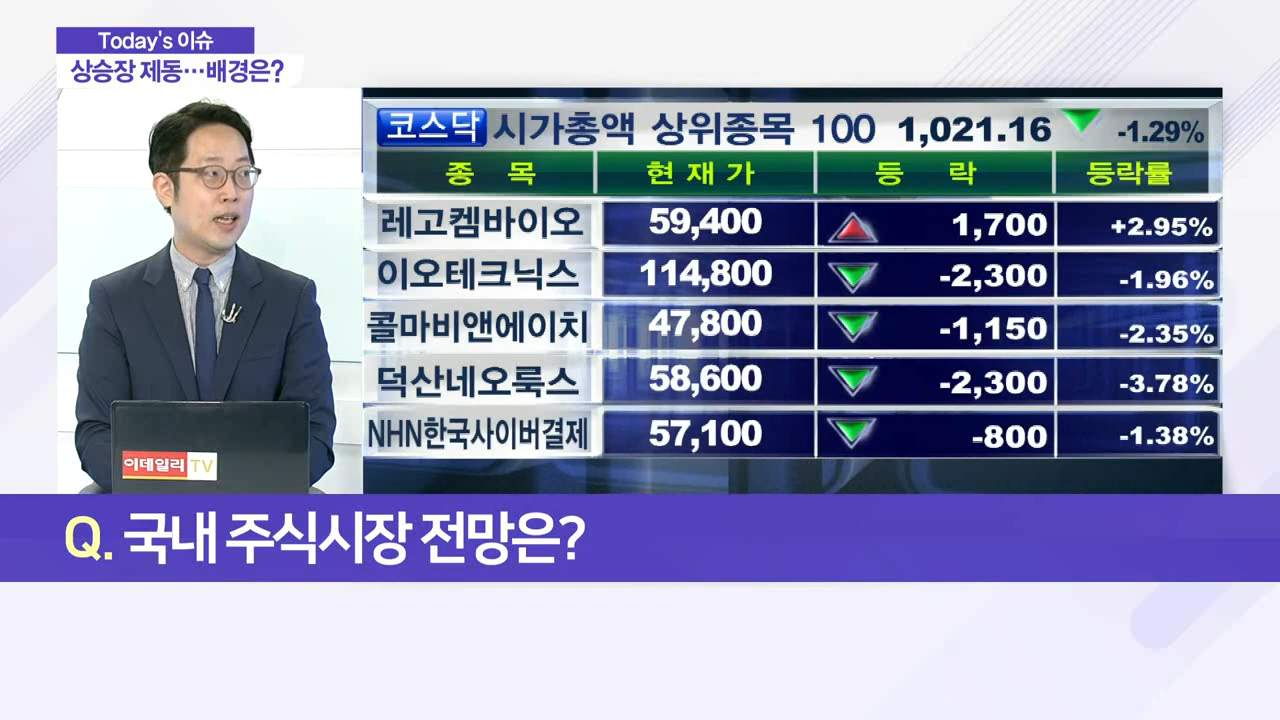 Today's 이슈
상승장 제동…배경은?
코스닥 시가총액 상위종목 100 1,021.16 -1.29%
종 목 현 재 가 등 락 등락률
레고켐바이오 59,400 1,700 +2.95%
이오테크닉스 114,800 -2,300 -1.96%
콜마비앤에이치 47,800 -1,150 -2.35%
덕산네오룩스 58,600 -2,300 -3.78%
NHN한국사이버결제 57,100 -800 -1.38%
이데일리 TV
Q. 국내 주식시장 전망은?